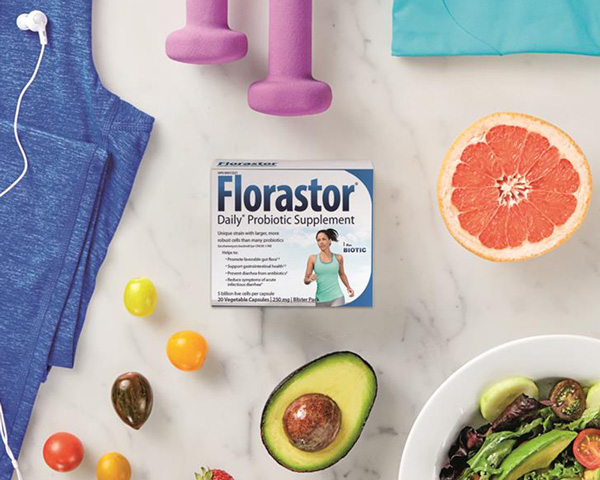 Florastor®
Florastor®
Daily* Probiotic Supplement
Unique strain with larger, more
robust cells than many probiotics
Helps to:
• Promote favourable gut flora
• Support gastrointestinal health
• Prevent diarrhea from antibiotics
• Reduce symptoms of acute
infectious diarrhea
BIOTIC
5 billion live cells per capsule
20 Vegetable Capsules | 250 mg | Blister Pack